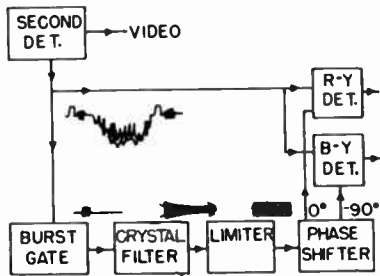 SECOND
DET.
VIDEO
R-Y
DET.
B-Y
DET.
0°
-90°
BURST
GATE
CRYSTAL
FILTER
LIMITER
PHASE
SHIFTER